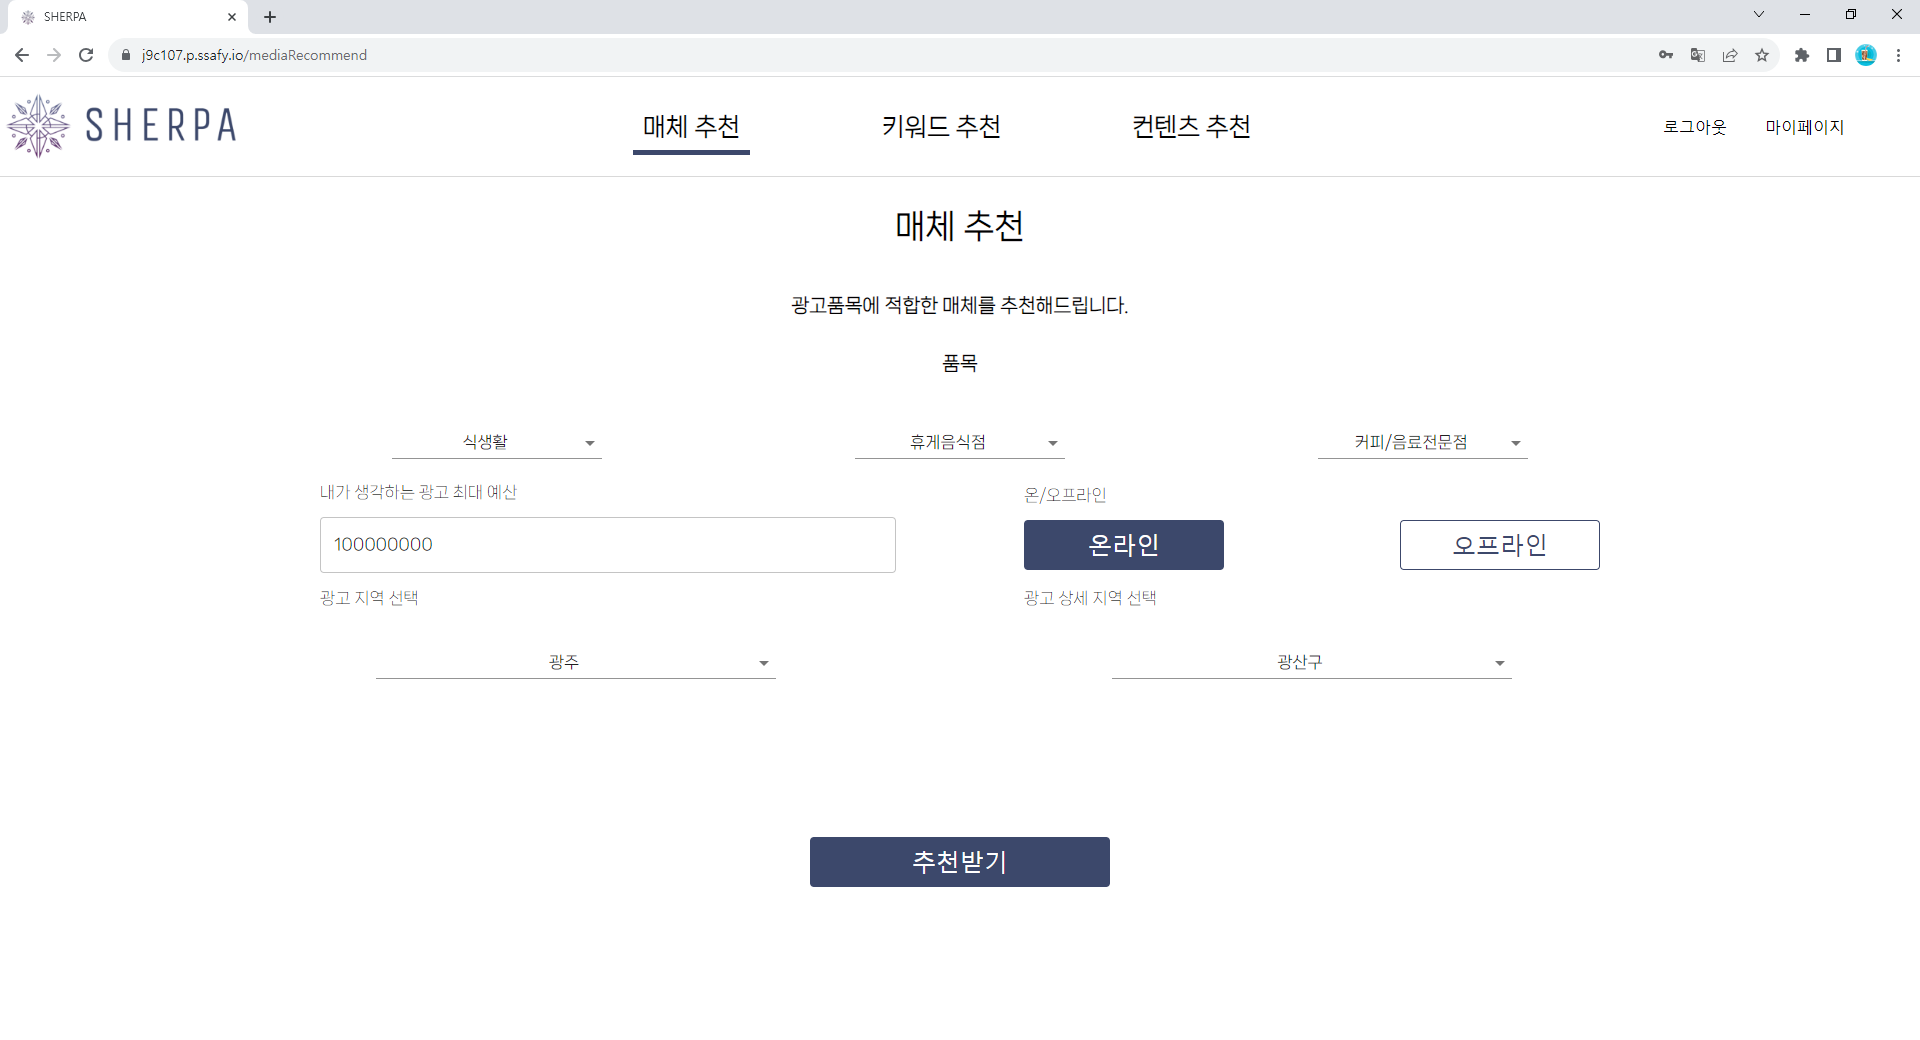 SHERPA
j9c107.p.ssafy.io/mediaRecommend
SHERPA
매체 추천
키워드 추천
컨텐츠 추천
로그아웃
마이페이지
매체 추천
광고품목에 적합한 매체를 추천해드립니다.
품목
식생활
휴게음식점
커피/음료전문점
내가 생각하는 광고 최대 예산
온/오프라인
100000000
온라인
오프라인
광고 지역 선택
광고 상세 지역 선택
광주
광산구
추천받기